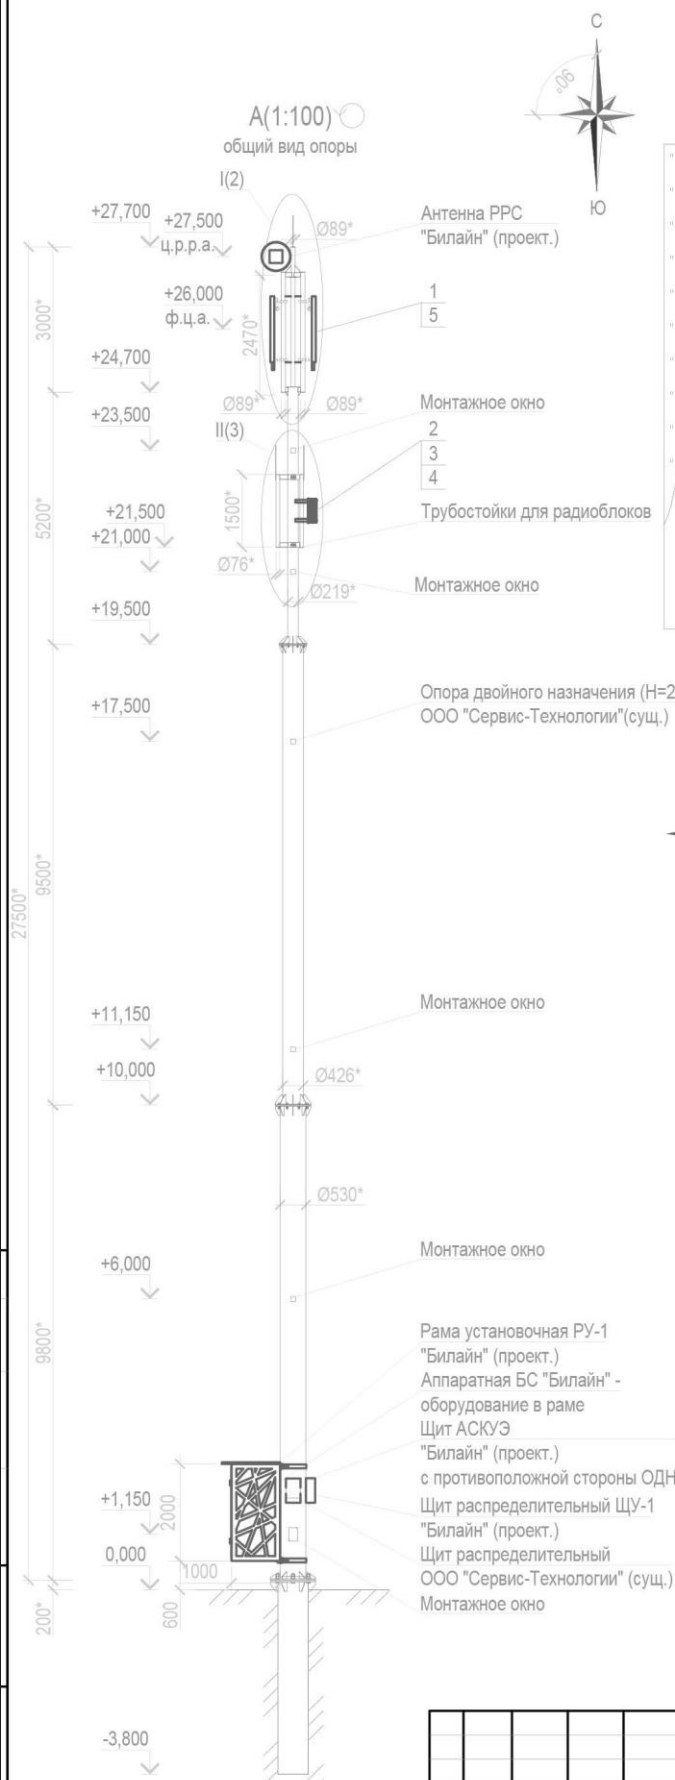 С
90°
Ю
А(1:100)
общий вид опоры
I(2)
+27,700
+27,500
ц.р.р.а.
Ø89*
Антенна РРС
"Билайн" (проект.)
+26,000
ф.ц.а.
1
5
3000*
2470*
+24,700
Ø89*
Ø89*
+23,500
Монтажное окно
II(3)
2
3
4
5200*
1500*
+21,500
Трубостойки для радиоблоков
+21,000
Ø76*
Монтажное окно
Ø219*
+19,500
+17,500
Опора двойного назначения (Н=2
ООО "Сервис-Технологии"(сущ.)
27500*
9500*
+11,150
Монтажное окно
+10,000
Ø426*
Ø530*
+6,000
Монтажное окно
9800*
Рама установочная РУ-1
"Билайн" (проект.)
Аппаратная БС "Билайн" -
оборудование в раме
Щит АСКУЭ
"Билайн" (проект.)
с противоположной стороны ОДН
+1,150
2000
Щит распределительный ЩУ-1
"Билайн" (проект.)
0,000
Щит распределительный
ООО "Сервис-Технологии" (сущ.)
1000
Монтажное окно
200*
600
-3,800